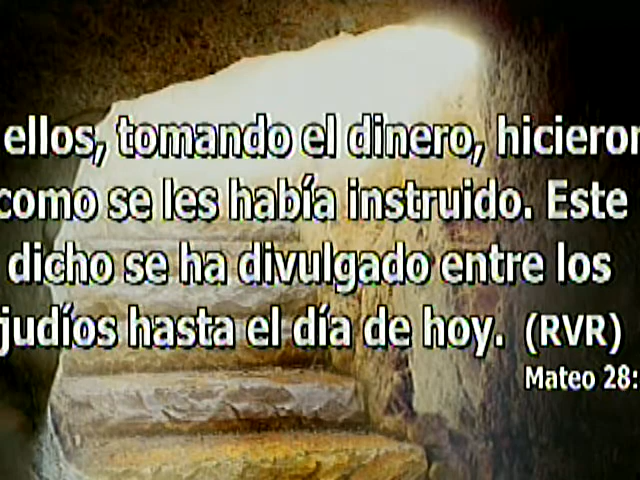 ellos, tomando el dinero, hicieron
como se les había instruido. Este
dicho se ha divulgado entre los
judíos hasta el día de hoy. (RVR)
Mateo 28: